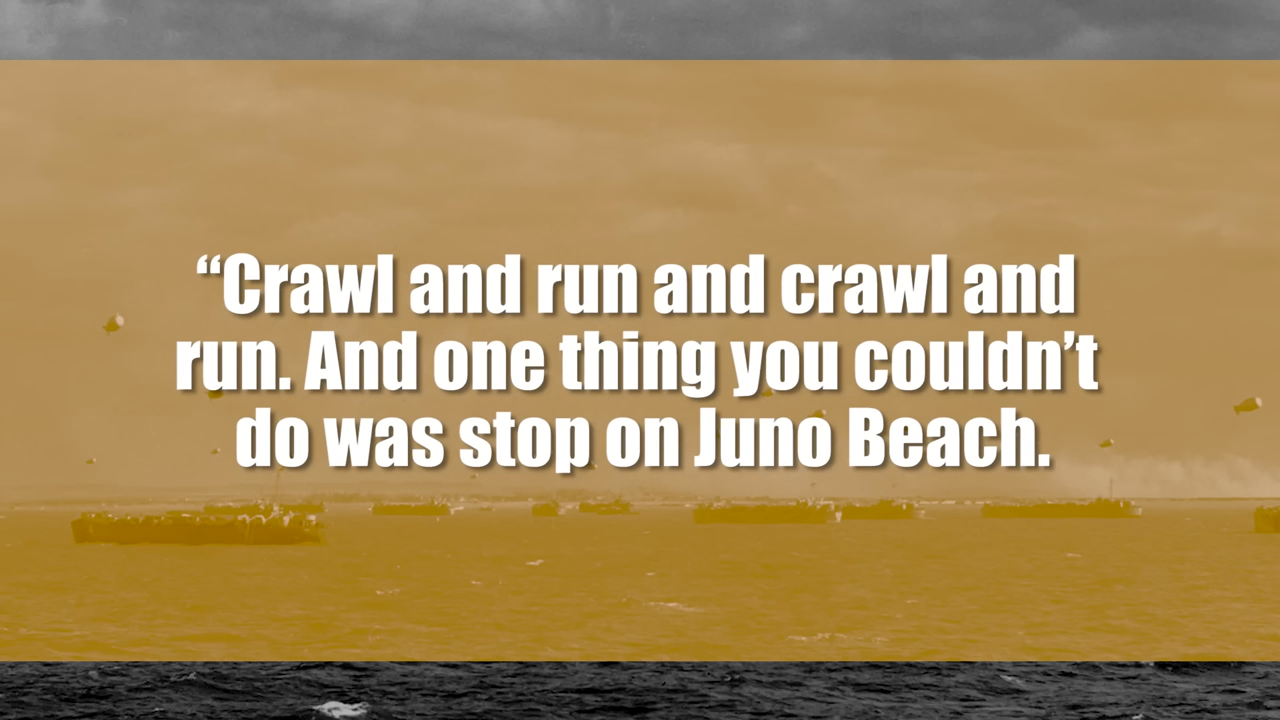 “Crawl and run and crawl and
run. And one thing you couldn’t
do was stop on Juno Beach.